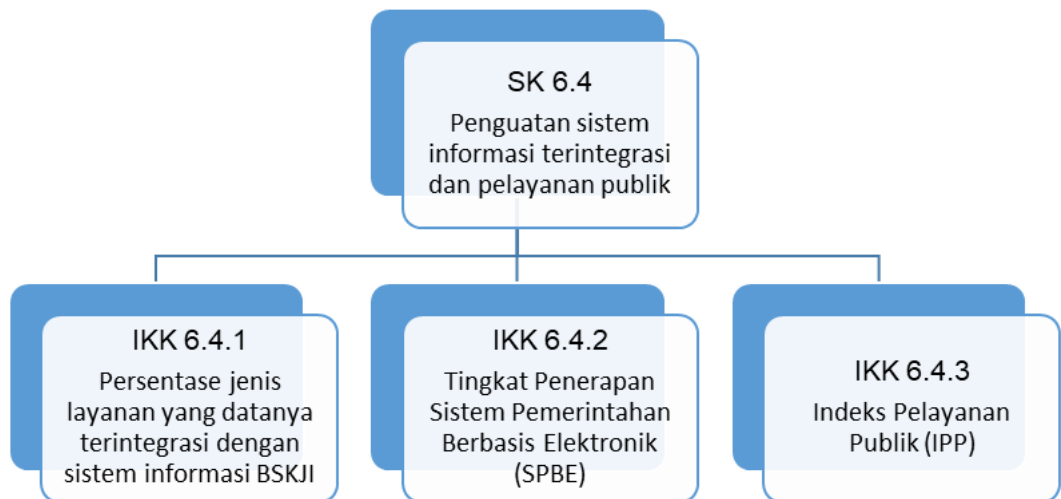 SK 6.4
Penguatan sistem
informasi terintegrasi
dan pelayanan publik
IKK 6.4.1
Persentase jenis
layanan yang datanya
terintegrasi dengan
sistem informasi BSKJI
IKK 6.4.2
Tingkat Penerapan
Sistem Pemerintahan
Berbasis Elektronik
(SPBE)
IKK 6.4.3
Indeks Pelayanan
Publik (IPP)